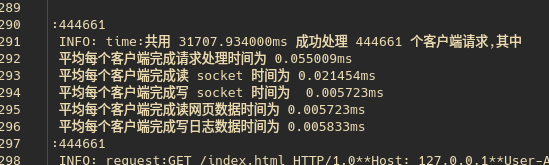 289
290 :444661
291 INFO: time:共用 31707.934000ms 成功处理 444661 个客户端请求,其中
292 平均每个客户端完成请求处理时间为 0.055009ms
293 平均每个客户端完成读 socket 时间为 0.021454ms
294 平均每个客户端完成写 socket 时间为  0.005723ms
295 平均每个客户端完成读网页数据时间为 0.005723ms
296 平均每个客户端完成写日志数据时间为 0.005833ms
297 :444661
298 INFO: request:GET /index.html HTTP/1.0**Host: 127.0.0.1**User-A